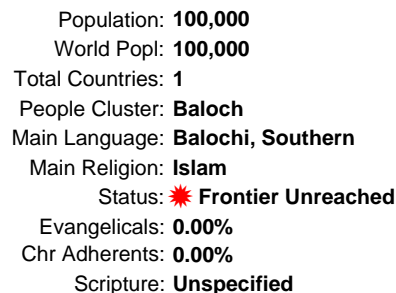 Population: 100,000
World Popl: 100,000
Total Countries: 1
People Cluster: Baloch
Main Language: Balochi, Southern
Main Religion: Islam
Status: Frontier Unreached
Evangelicals: 0.00%
Chr Adherents: 0.00%
Scripture: Unspecified